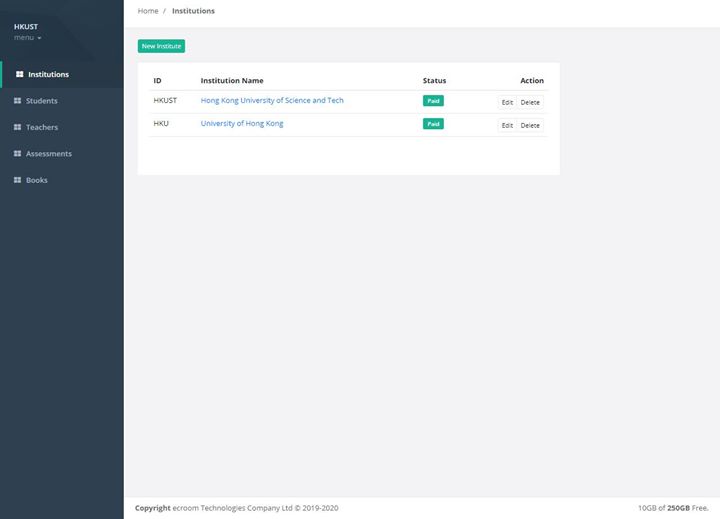 HKUST
menu
Institutions
Students
Teachers
Assessments
Books
Home / Institutions
New Institute
ID Institution Name Status Action
HKUST Hong Kong University of Science and Tech Paid Edit Delete
HKU University of Hong Kong Paid Edit Delete
Copyright ecroom Technologies Company Ltd © 2019-2020
10GB of 250GB Free.